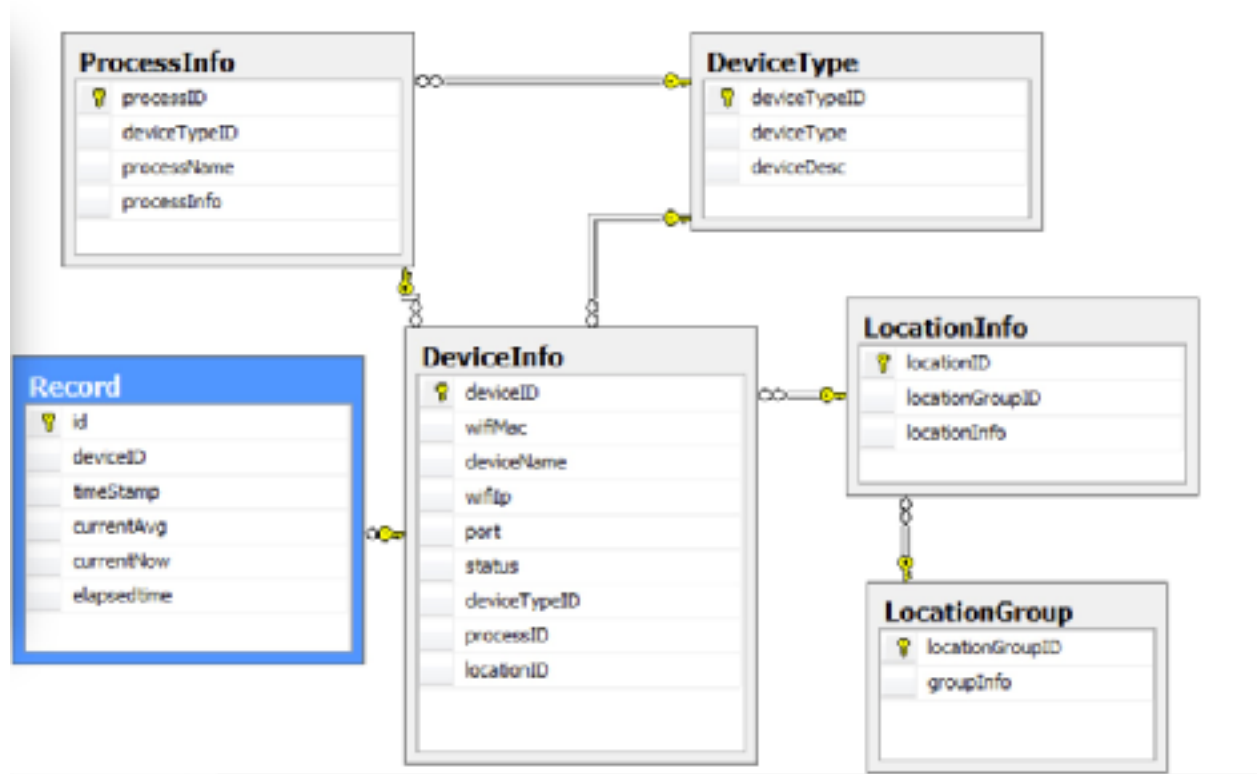 ProcessInfo
processID
deviceTypeID
processName
processInfo
DeviceType
deviceTypeID
deviceType
deviceDesc
Record
id
deviceID
timeStamp
currentAvg
currentNow
elapsedtime
DeviceInfo
deviceID
wifiMac
deviceName
wifiIp
port
status
deviceTypeID
processID
locationID
LocationInfo
locationID
locationGroupID
locationInfo
LocationGroup
locationGroupID
groupInfo